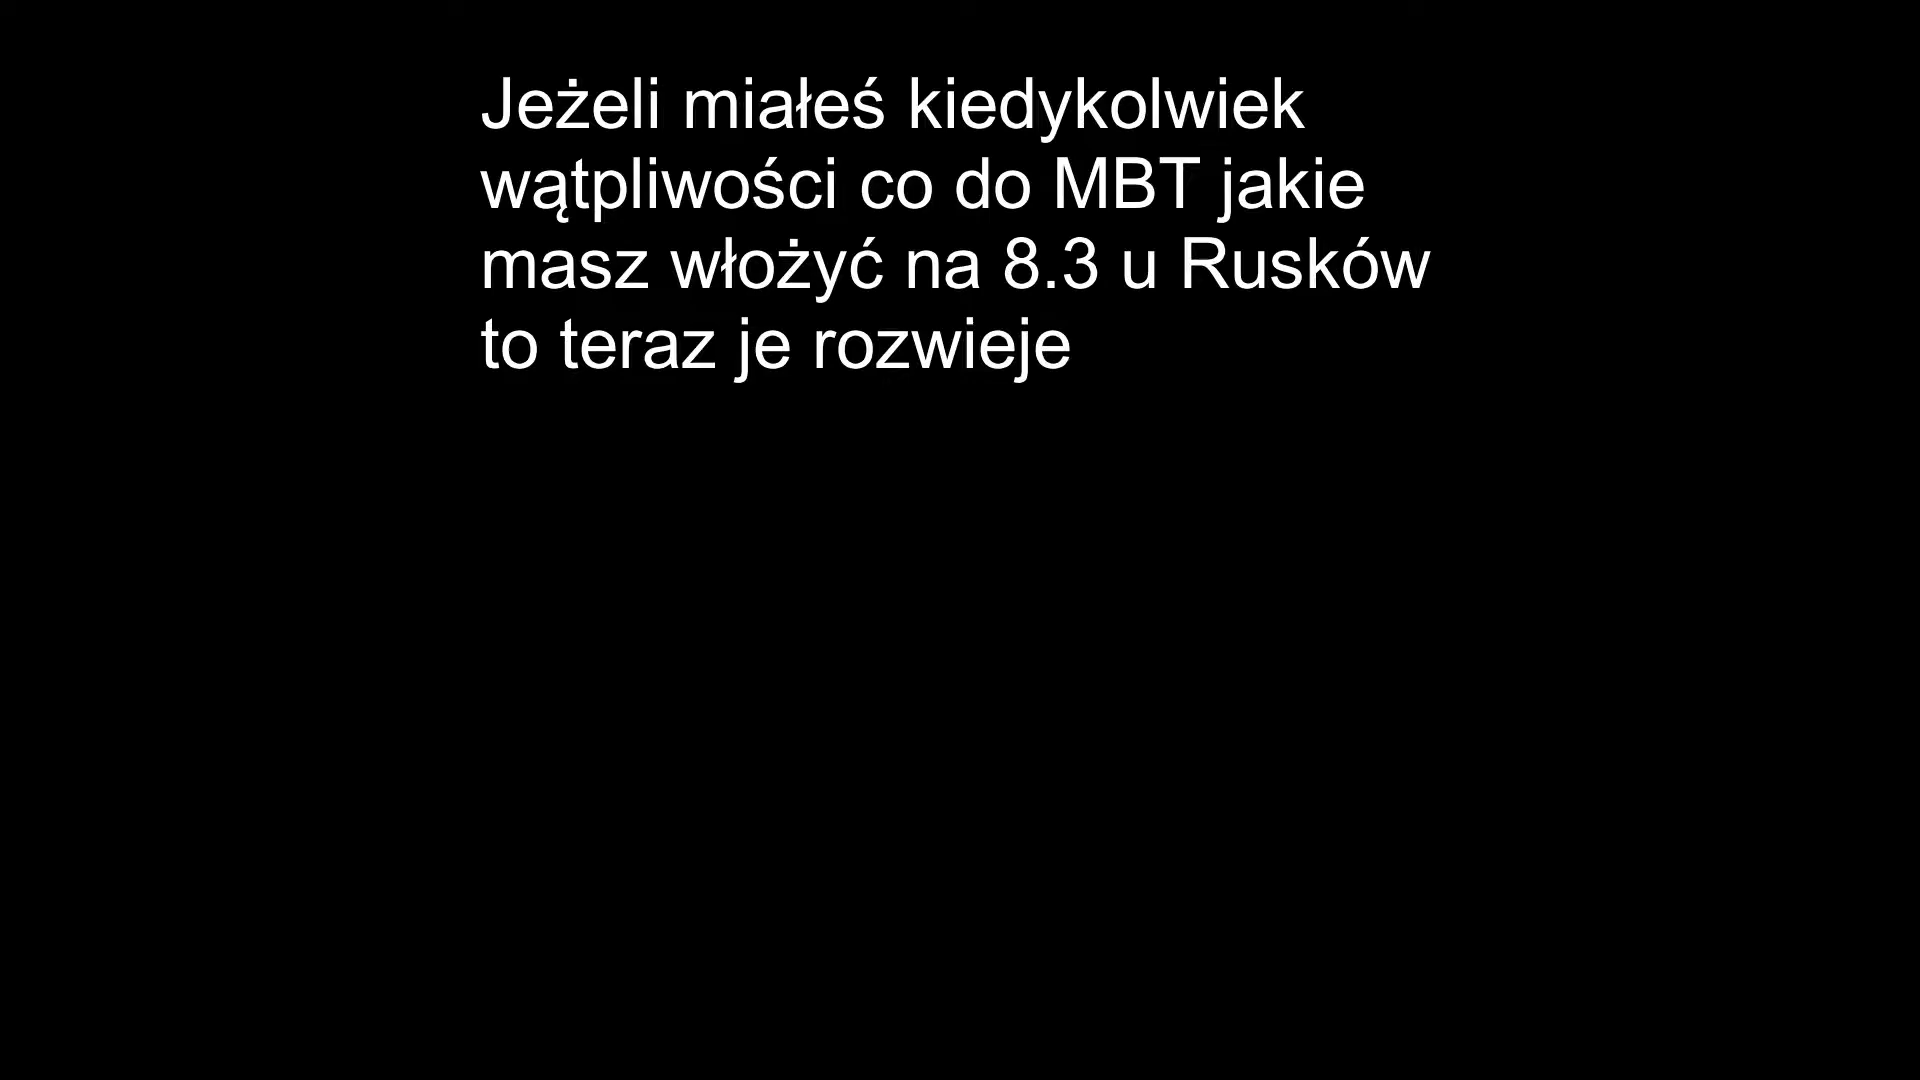 Jeżeli miałeś kiedykolwiek
wątpliwości co do MBT jakie
masz włożyć na 8.3 u Rusków
to teraz je rozwieje